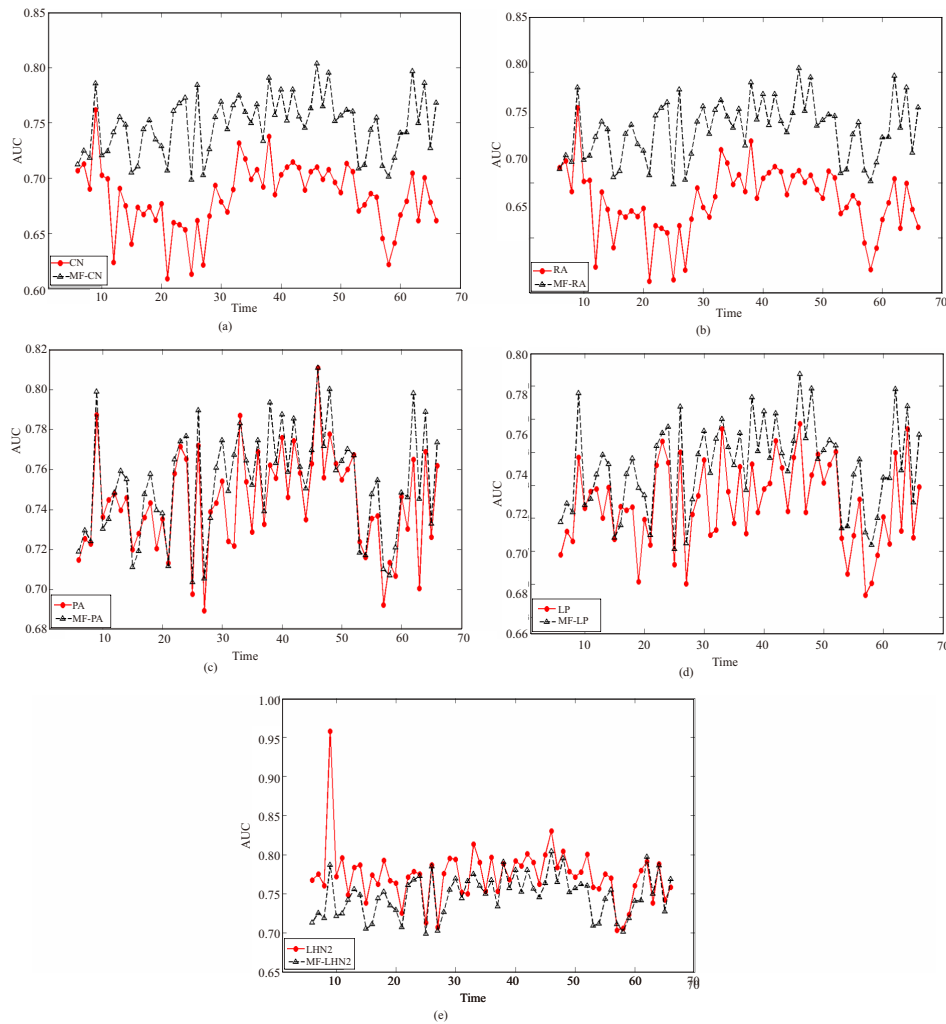 0.85
0.80
0.75
0.70
0.65
0.60
AUC
CN
MF-CN
10 20 30 40 50 60 70
Time
(a)
0.85
0.80
0.75
0.70
0.65
AUC
RA
MF-RA
10 20 30 40 50 60 70
Time
(b)
0.82
0.80
0.78
0.76
0.74
0.72
0.70
0.68
AUC
PA
MF-PA
10 20 30 40 50 60 70
Time
(c)
0.80
0.78
0.76
0.74
0.72
0.70
0.68
0.66
AUC
LP
MF-LP
10 20 30 40 50 60 70
Time
(d)
1.00
0.95
0.90
0.85
0.80
0.75
0.70
0.65
AUC
LHN2
MF-LHN2
10 20 30 40 50 60 70
70
Time
(e)